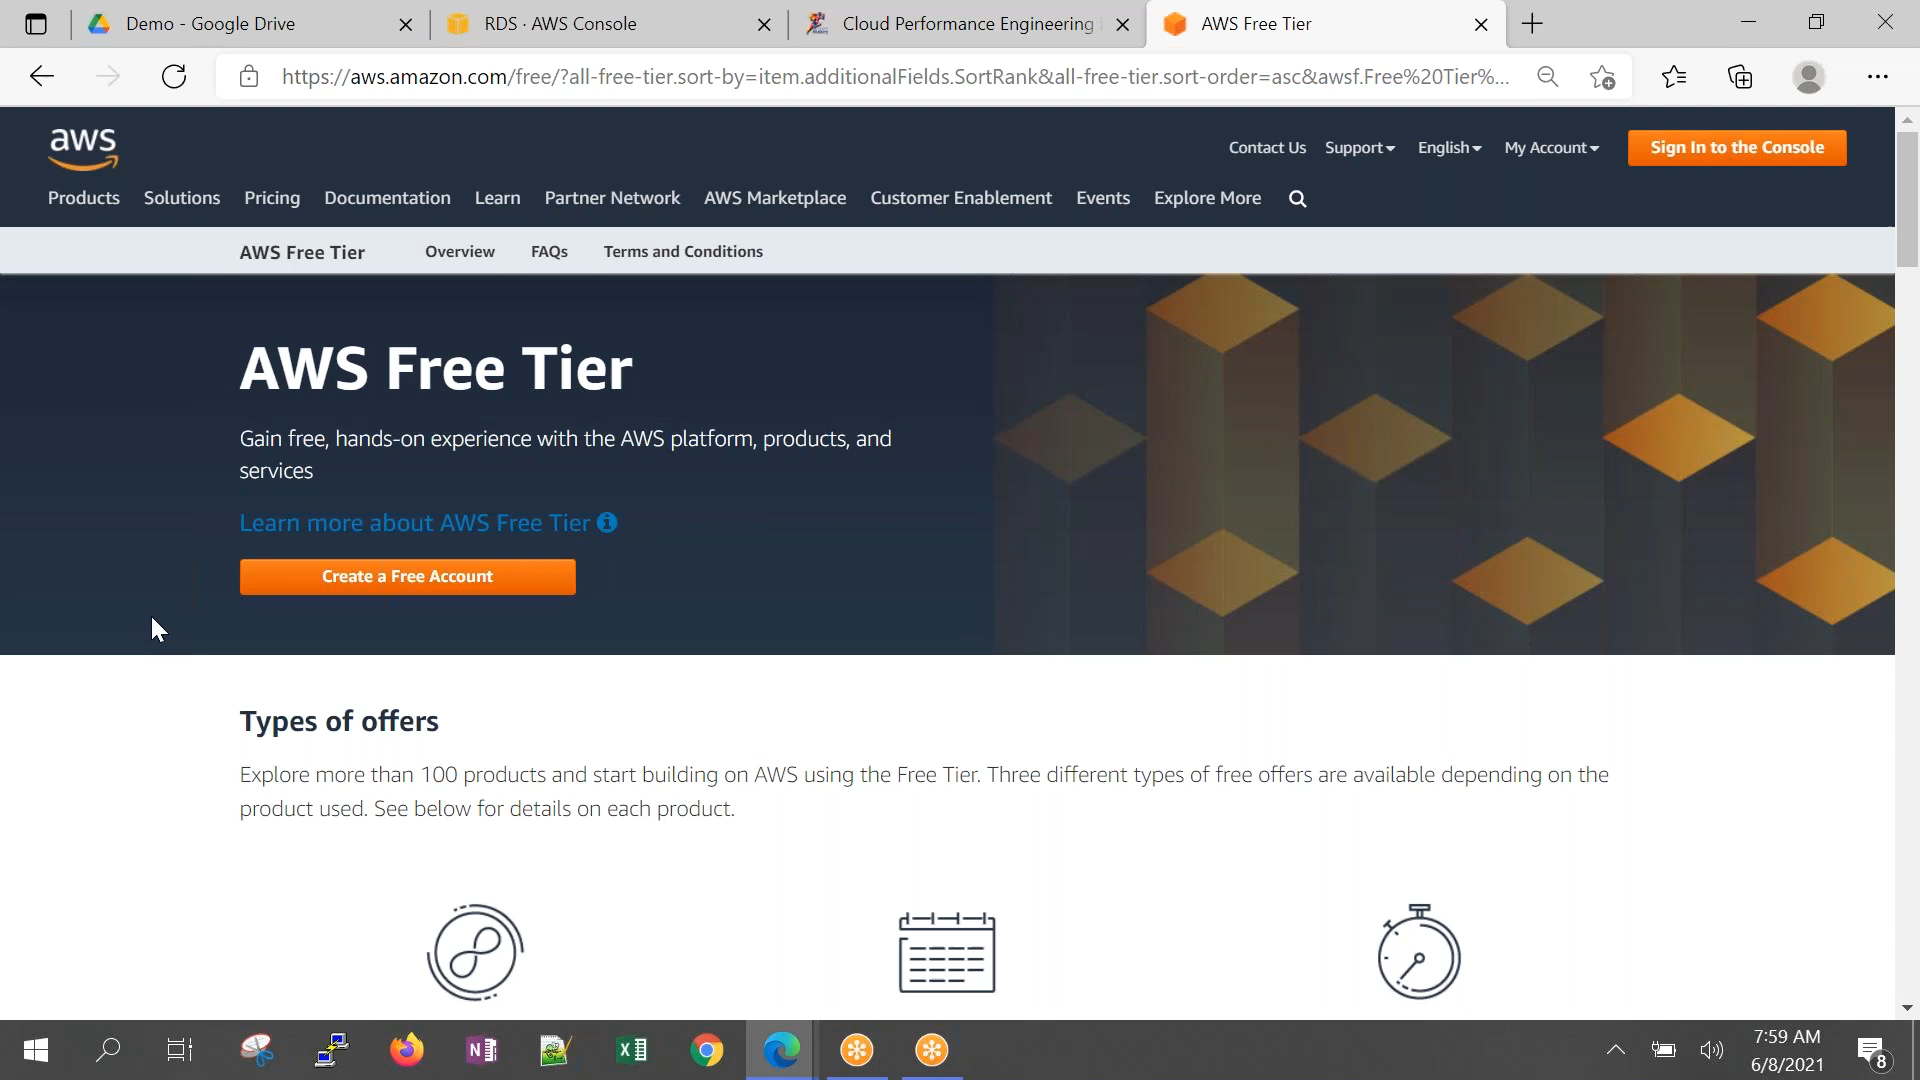 Demo - Google Drive
RDS · AWS Console
Cloud Performance Engineering
AWS Free Tier
https://aws.amazon.com/free/?all-free-tier.sort-by=item.additionalFields.SortRank&all-free-tier.sort-order=asc&awsf.Free%20Tier%...
aws
Contact Us
Support
English
My Account
Sign In to the Console
Products
Solutions
Pricing
Documentation
Learn
Partner Network
AWS Marketplace
Customer Enablement
Events
Explore More
AWS Free Tier
Overview
FAQs
Terms and Conditions
AWS Free Tier
Gain free, hands-on experience with the AWS platform, products, and
services
Learn more about AWS Free Tier
Create a Free Account
Types of offers
Explore more than 100 products and start building on AWS using the Free Tier. Three different types of free offers are available depending on the
product used. See below for details on each product.
7:59 AM
6/8/2021
8